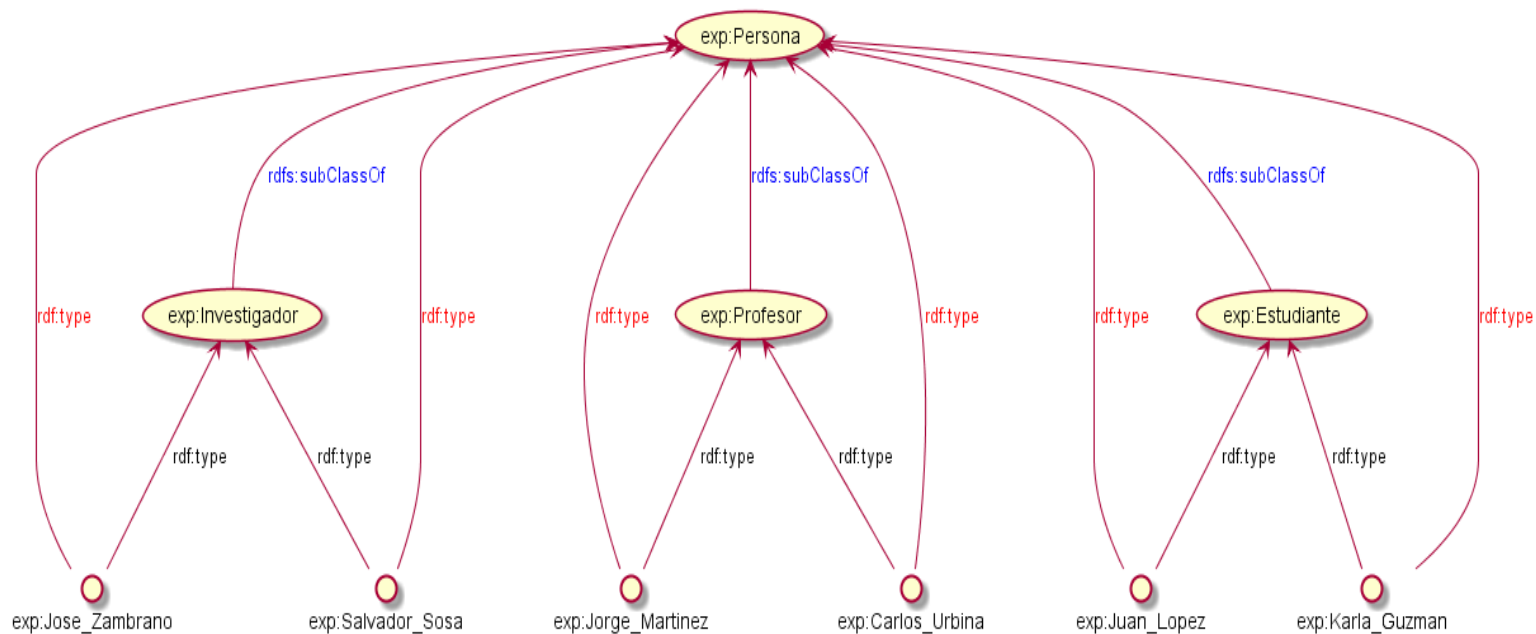 exp:Persona
rdfs:subClassOf
rdfs:subClassOf
rdfs:subClassOf
rdf:type
exp:Investigador
rdf:type
rdf:type
exp:Profesor
rdf:type
rdf:type
exp:Estudiante
rdf:type
rdf:type
rdf:type
rdf:type
rdf:type
rdf:type
rdf:type
exp:Jose_Zambrano
exp:Salvador_Sosa
exp:Jorge_Martinez
exp:Carlos_Urbina
exp:Juan_Lopez
exp:Karla_Guzman